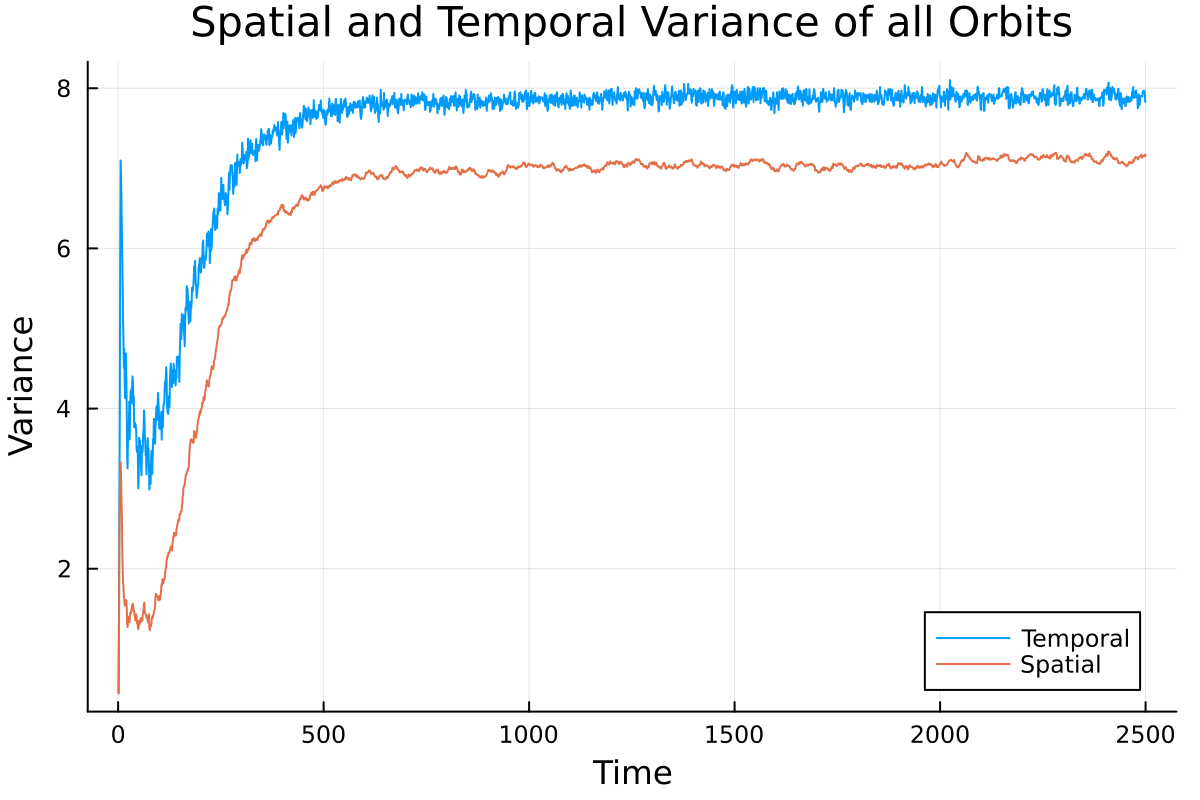 Spatial and Temporal Variance of all Orbits
Variance
8
6
4
2
Temporal
Spatial
0 500 1000 1500 2000 2500
Time